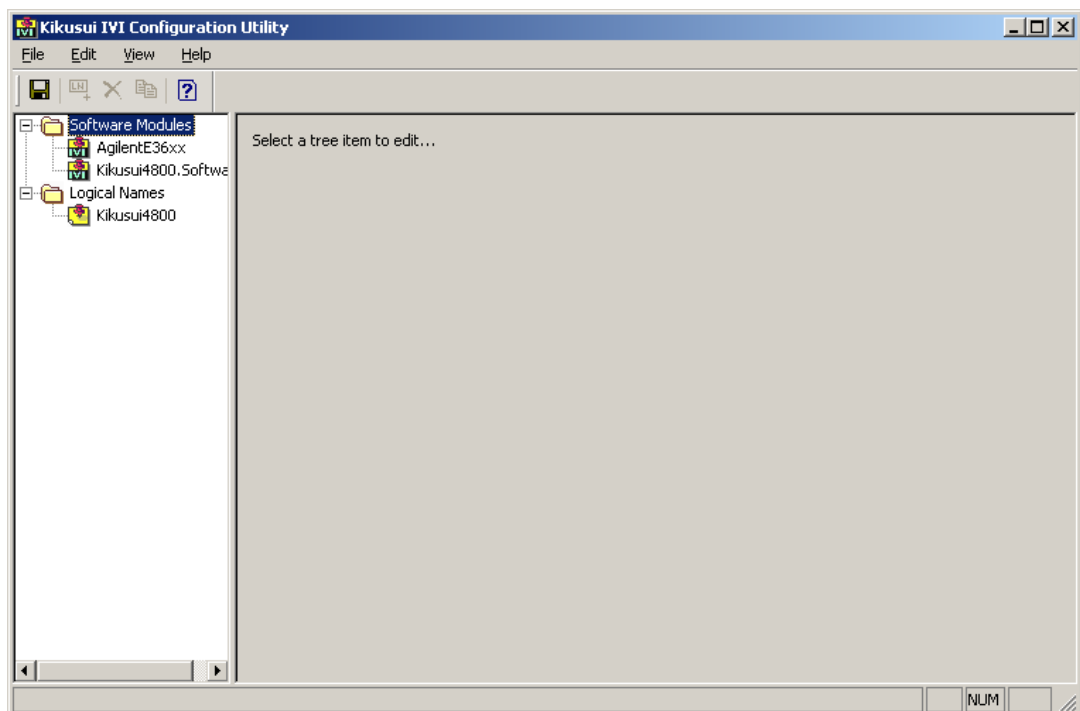 Kikusui IVI Configuration Utility
File Edit View Help
Software Modules
AgilentE36xx
Kikusui4800.Softwa
Logical Names
Kikusui4800
Select a tree item to edit...
NUM